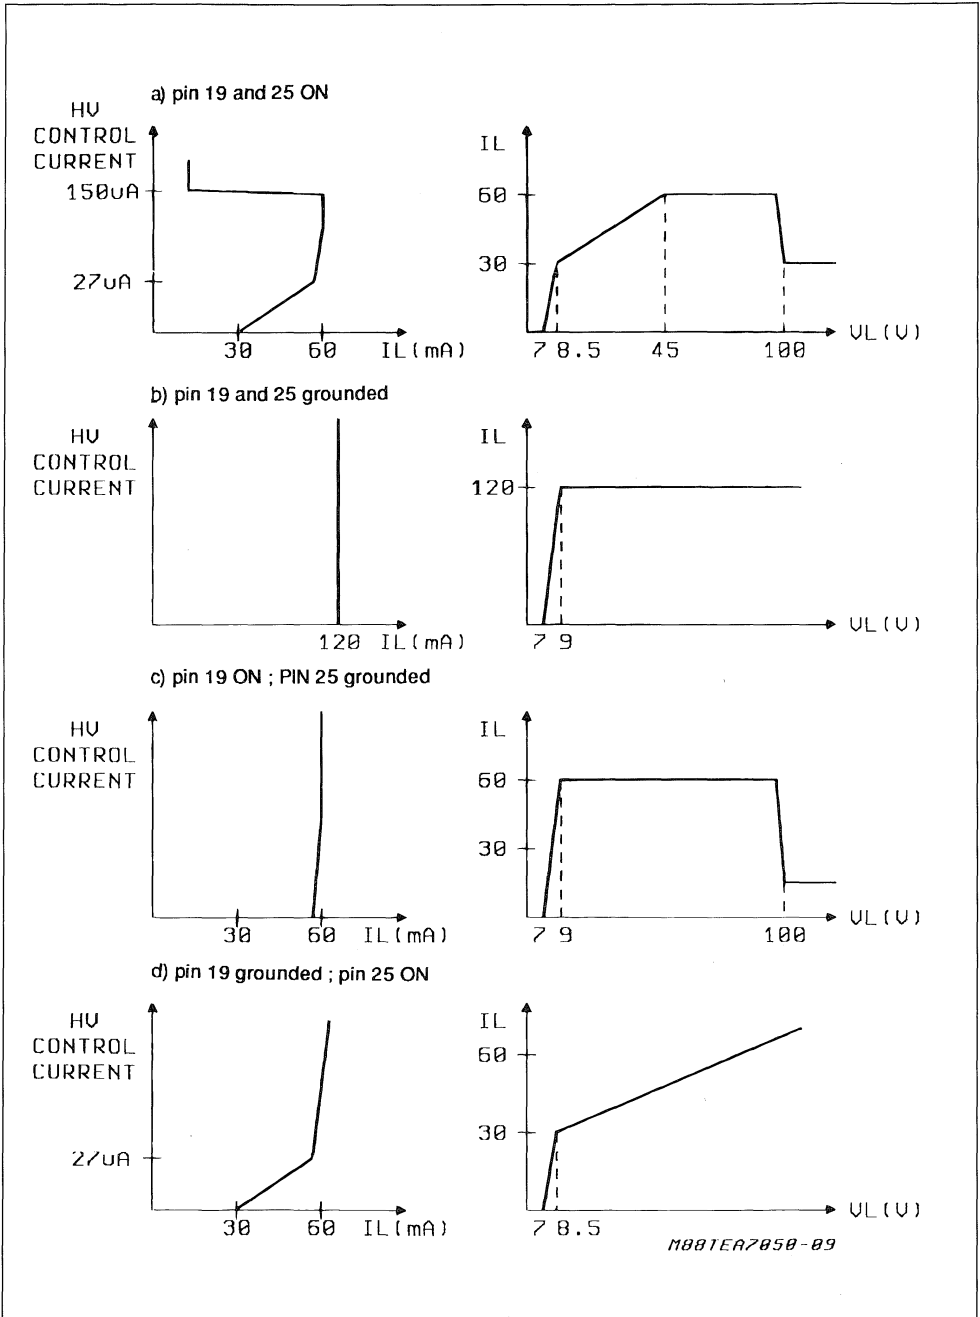 a) pin 19 and 25 ON
HV
CONTROL
CURRENT
150uA
27uA
30 60 IL(mA)
IL
60
30
7 8.5 45 100 VL(V)
b) pin 19 and 25 grounded
HV
CONTROL
CURRENT
120 IL(mA)
IL
120
7 9 VL(V)
c) pin 19 ON ; PIN 25 grounded
HV
CONTROL
CURRENT
30 60 IL(mA)
IL
60
30
7 9 100 VL(V)
d) pin 19 grounded ; pin 25 ON
HV
CONTROL
CURRENT
27uA
30 60 IL(mA)
IL
60
30
7 8.5 VL(V)
M88TEA7050-09